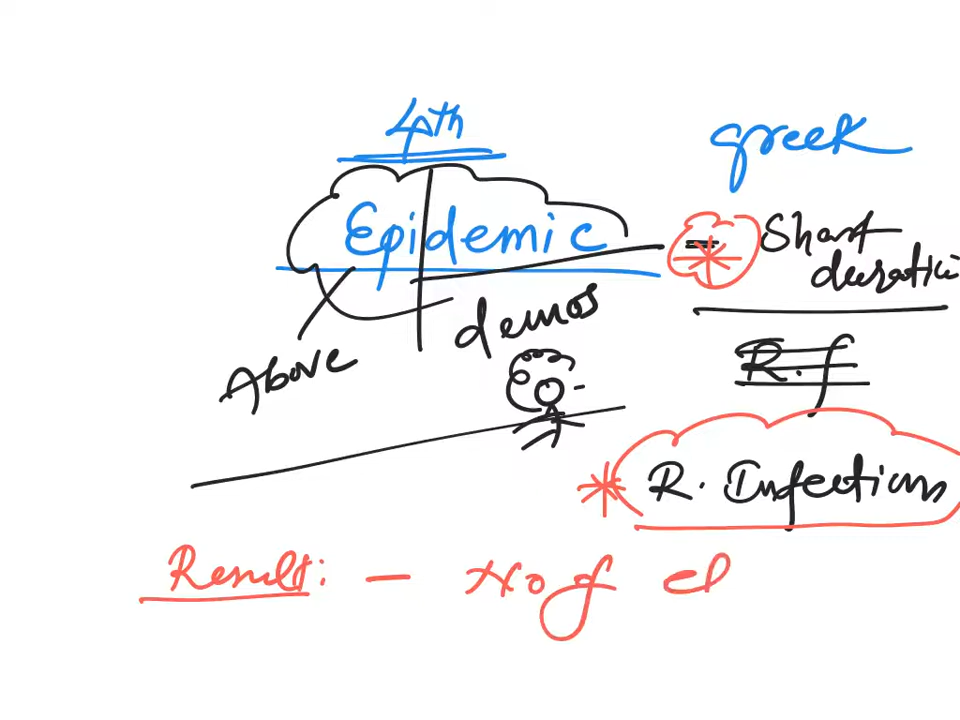 4th
greek
Epidemic
= Short
duratio
demos
Above
R. f
R. Infections
Result: - No of